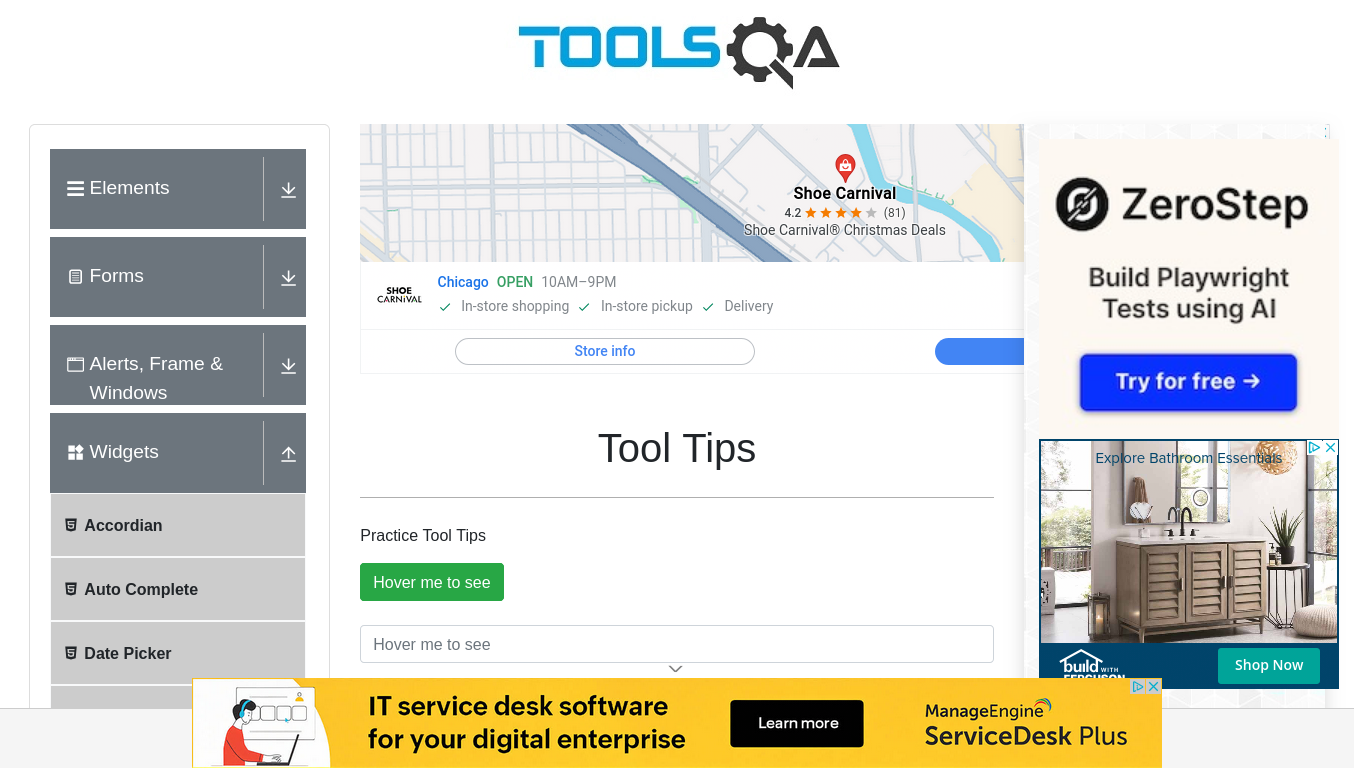 TOOLSQA
Elements
Forms
Alerts, Frame &
Windows
Widgets
Accordian
Auto Complete
Date Picker
Shoe Carnival
4.2 (81)
Shoe Carnival® Christmas Deals
SHOE
CARNIVAL
Chicago OPEN 10AM–9PM
In-store shopping In-store pickup Delivery
Store info
Tool Tips
Practice Tool Tips
Hover me to see
Hover me to see
ZeroStep
Build Playwright
Tests using AI
Try for free →
Explore Bathroom Essentials
build WITH
FERGUSON
Shop Now
IT service desk software
for your digital enterprise
Learn more
ManageEngine
ServiceDesk Plus